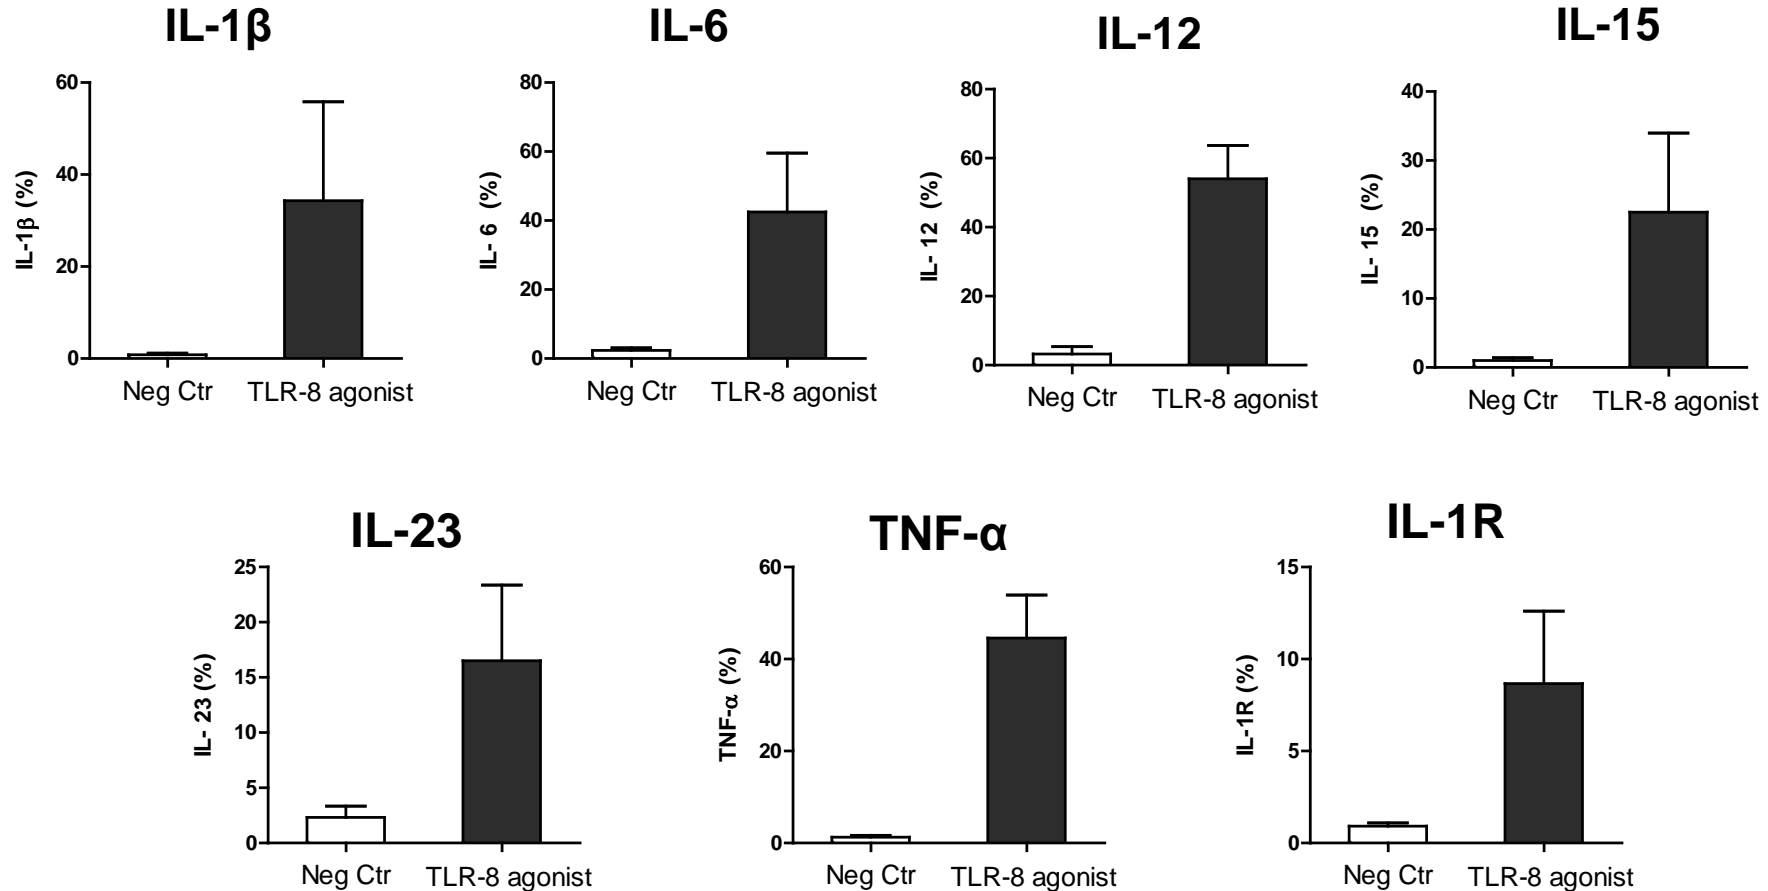 IL-1β
IL-6
IL-12
IL-15
IL-1β (%)
60
40
20
0
Neg Ctr
TLR-8 agonist
IL- 6 (%)
80
60
40
20
0
Neg Ctr
TLR-8 agonist
IL- 12 (%)
80
60
40
20
0
Neg Ctr
TLR-8 agonist
IL- 15 (%)
40
30
20
10
0
Neg Ctr
TLR-8 agonist
IL-23
TNF-α
IL-1R
IL- 23 (%)
25
20
15
10
5
0
Neg Ctr
TLR-8 agonist
TNF-α (%)
60
40
20
0
Neg Ctr
TLR-8 agonist
IL-1R (%)
15
10
5
0
Neg Ctr
TLR-8 agonist